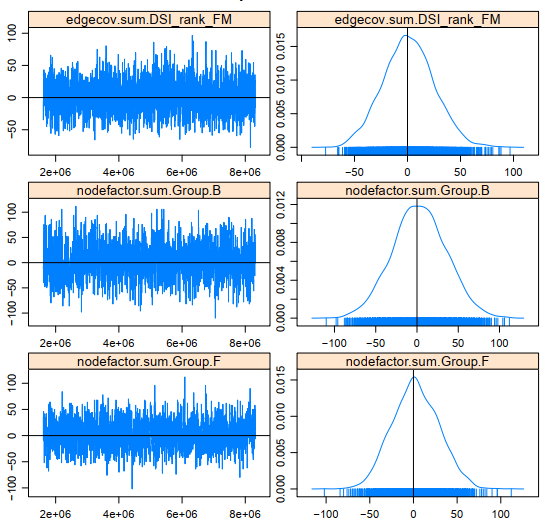 edgecov.sum.DSI_rank_FM
edgecov.sum.DSI_rank_FM
100
50
0
−50
2e+06 4e+06 6e+06 8e+06
0.015
0.010
0.005
0.000
−50 0 50 100
nodefactor.sum.Group.B
nodefactor.sum.Group.B
100
50
0
−50
−100
2e+06 4e+06 6e+06 8e+06
0.012
0.008
0.004
0.000
−100 −50 0 50 100
nodefactor.sum.Group.F
nodefactor.sum.Group.F
100
50
0
−50
−100
2e+06 4e+06 6e+06 8e+06
0.015
0.010
0.005
0.000
−100 −50 0 50 100